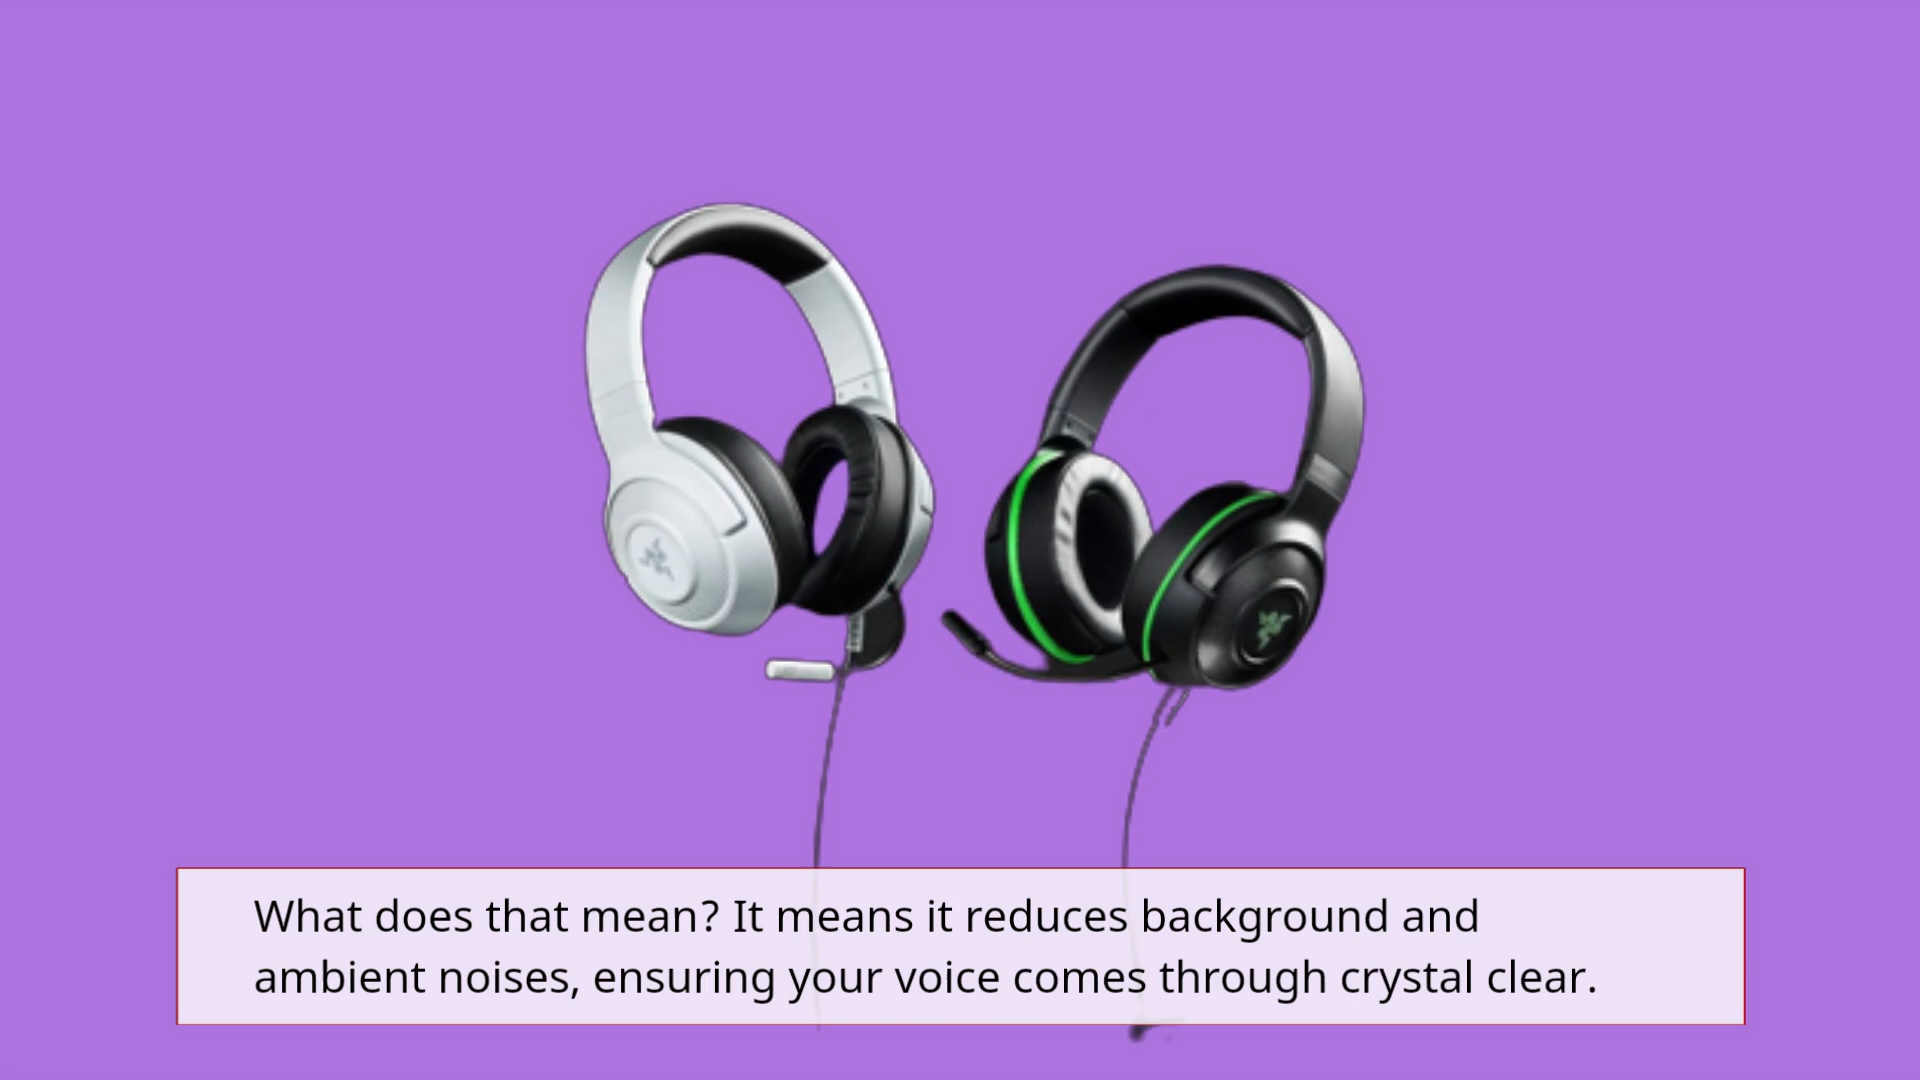 What does that mean? It means it reduces background and
ambient noises, ensuring your voice comes through crystal clear.